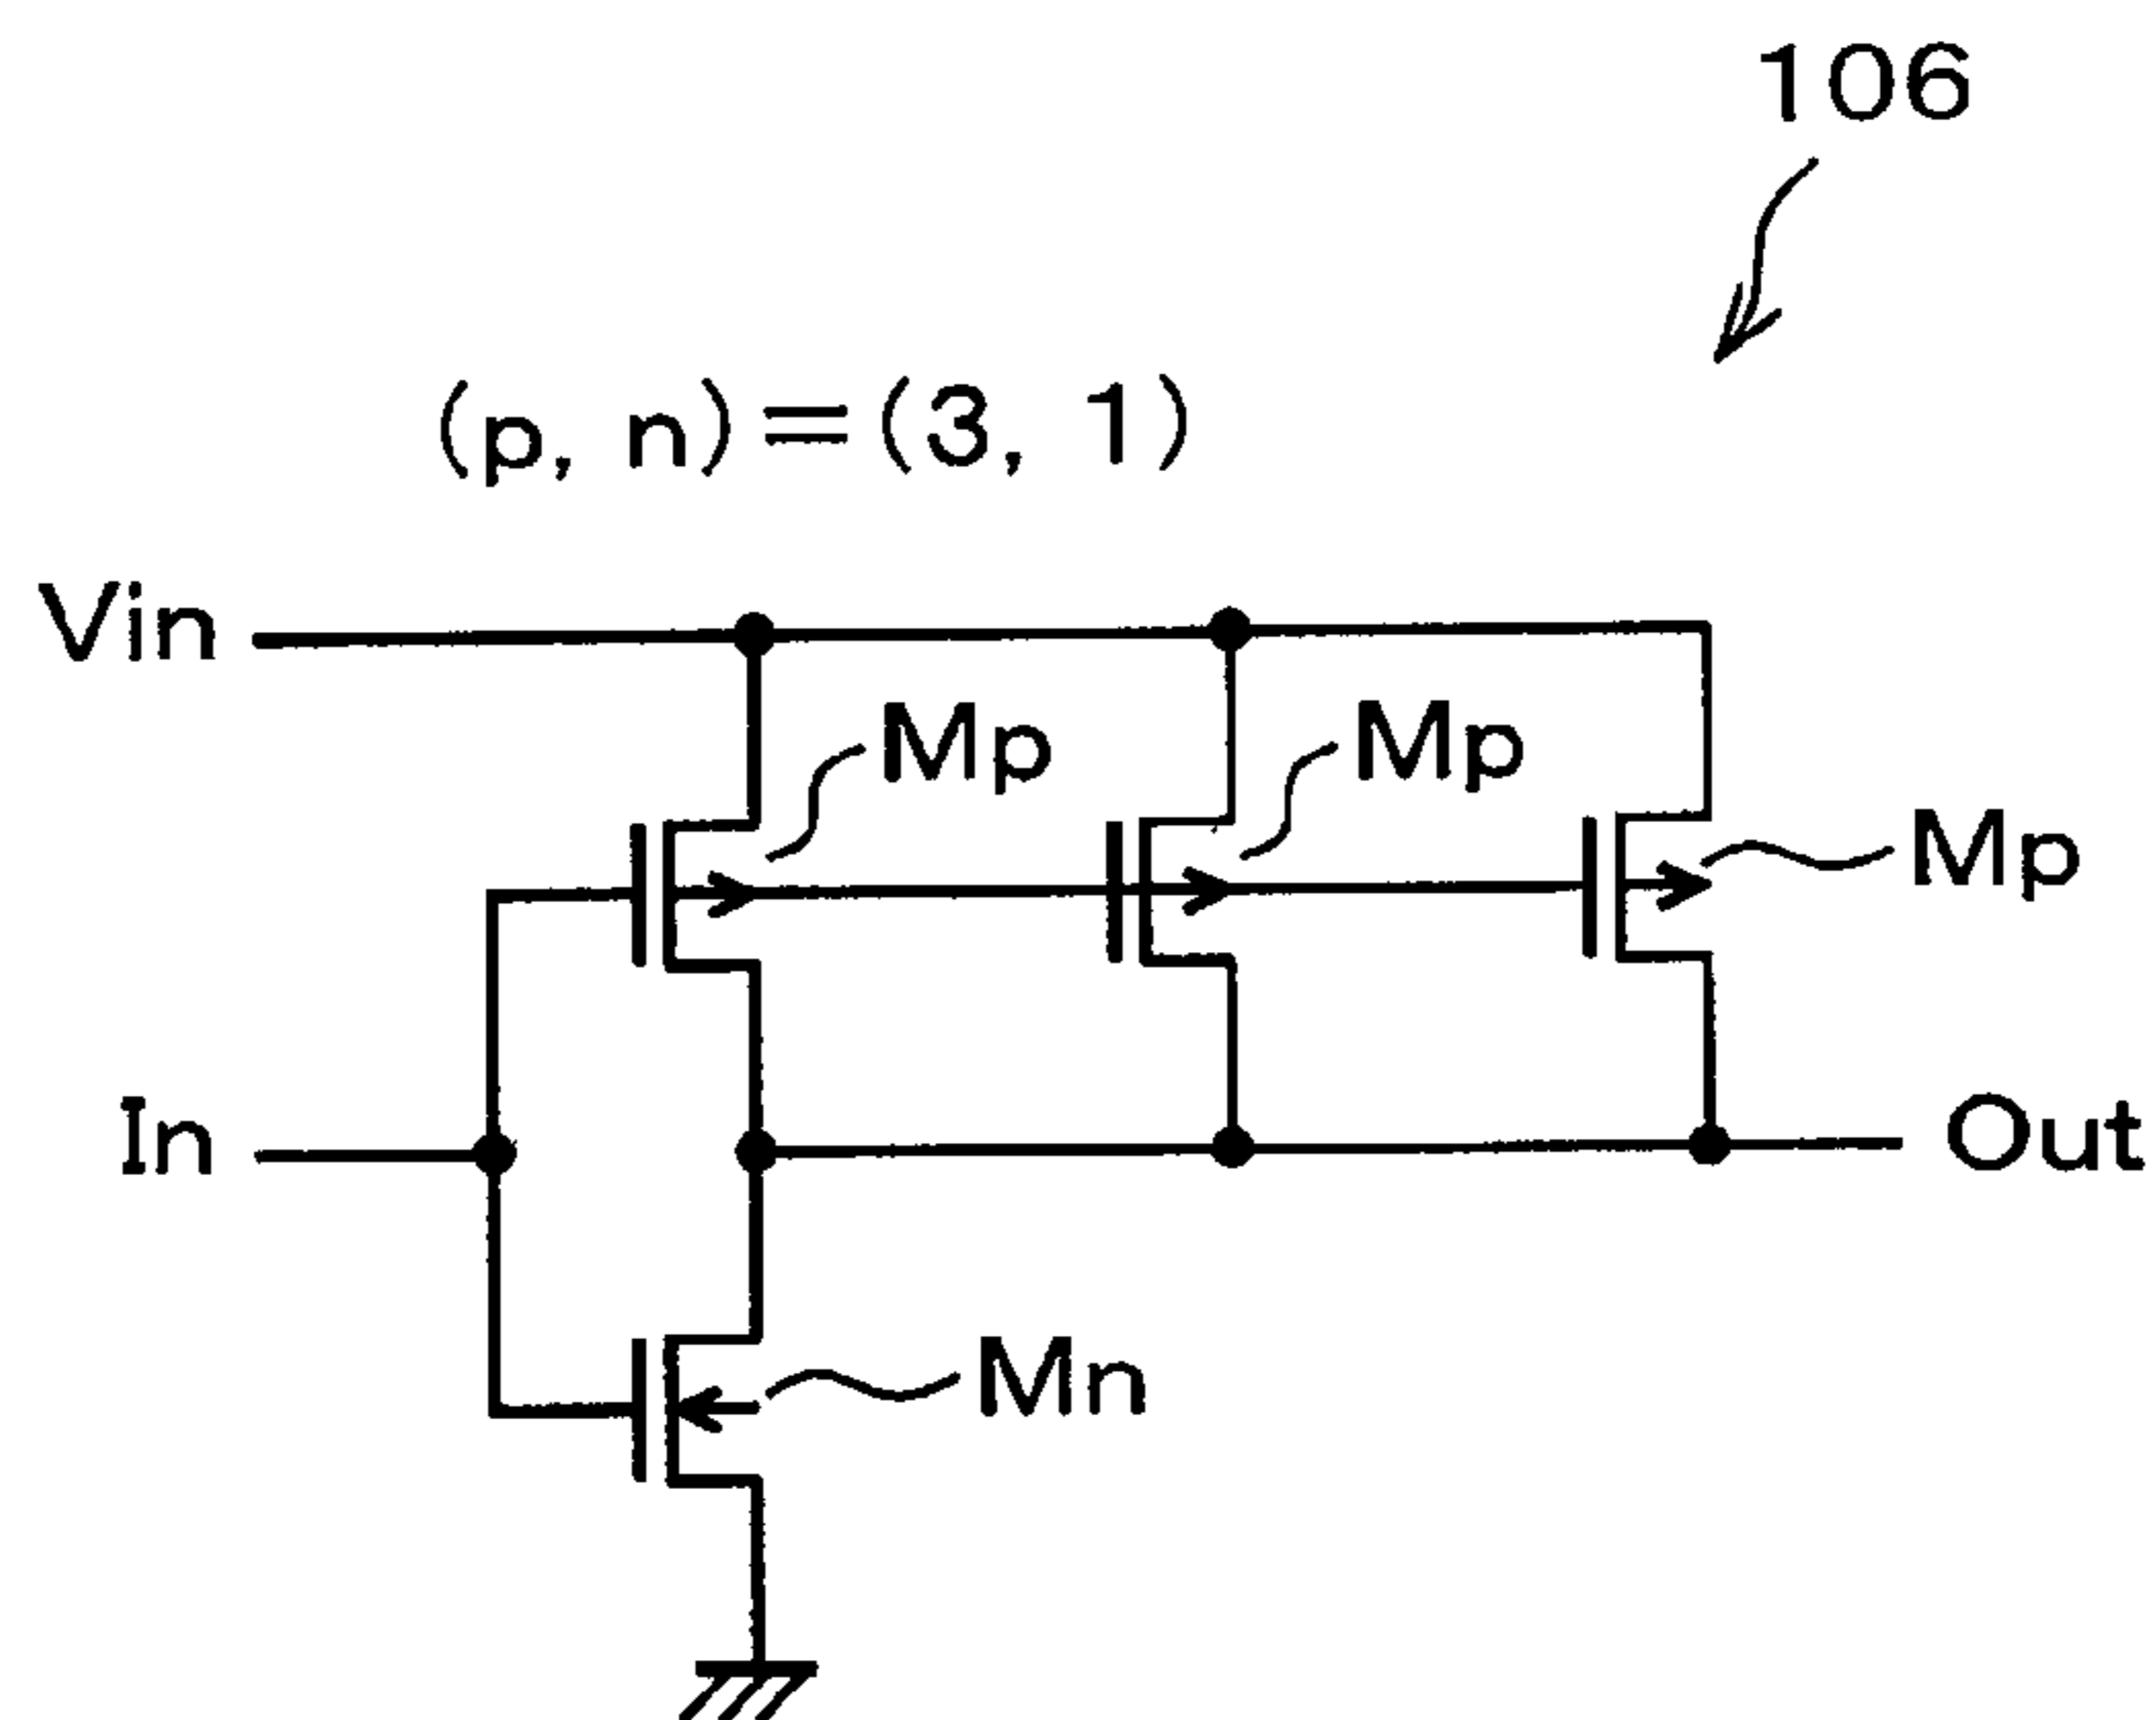 106
(p, n)=(3, 1)
Vin
Mp
Mp
Mp
In
Out
Mn